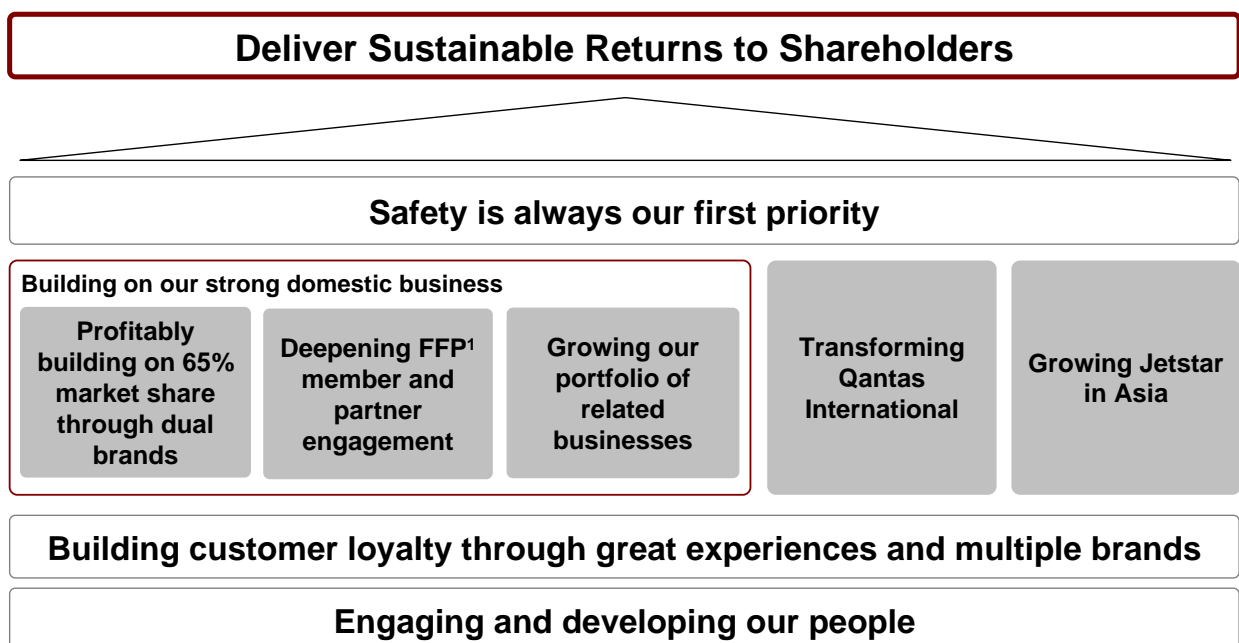 Deliver Sustainable Returns to Shareholders
Safety is always our first priority
Building on our strong domestic business
Profitably
building on 65%
market share
through dual
brands
Deepening FFP¹
member and
partner
engagement
Growing our
portfolio of
related
businesses
Transforming
Qantas
International
Growing Jetstar
in Asia
Building customer loyalty through great experiences and multiple brands
Engaging and developing our people